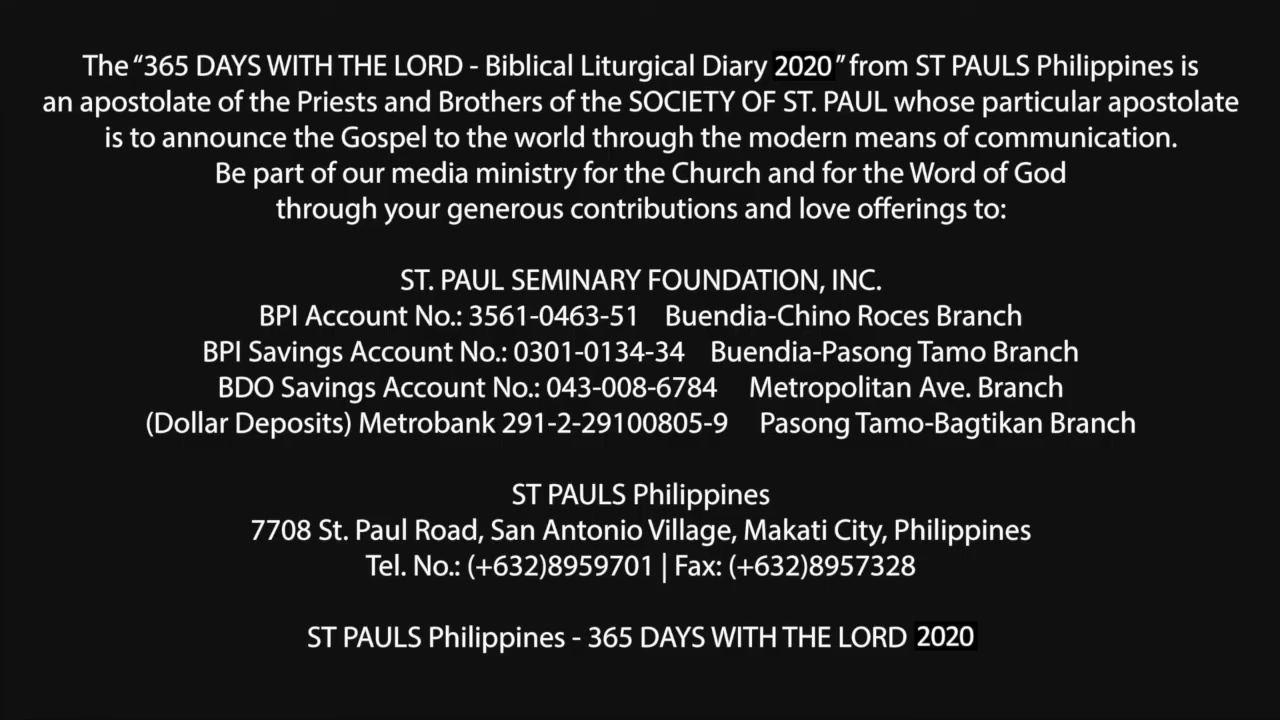 The “365 DAYS WITH THE LORD - Biblical Liturgical Diary 2020” from ST PAULS Philippines is
an apostolate of the Priests and Brothers of the SOCIETY OF ST. PAUL whose particular apostolate
is to announce the Gospel to the world through the modern means of communication.
Be part of our media ministry for the Church and for the Word of God
through your generous contributions and love offerings to:
ST. PAUL SEMINARY FOUNDATION, INC.
BPI Account No.: 3561-0463-51 Buendia-Chino Roces Branch
BPI Savings Account No.: 0301-0134-34 Buendia-Pasong Tamo Branch
BDO Savings Account No.: 043-008-6784 Metropolitan Ave. Branch
(Dollar Deposits) Metrobank 291-2-29100805-9 Pasong Tamo-Bagtikan Branch
ST PAULS Philippines
7708 St. Paul Road, San Antonio Village, Makati City, Philippines
Tel. No.: (+632)8959701 | Fax: (+632)8957328
ST PAULS Philippines - 365 DAYS WITH THE LORD 2020